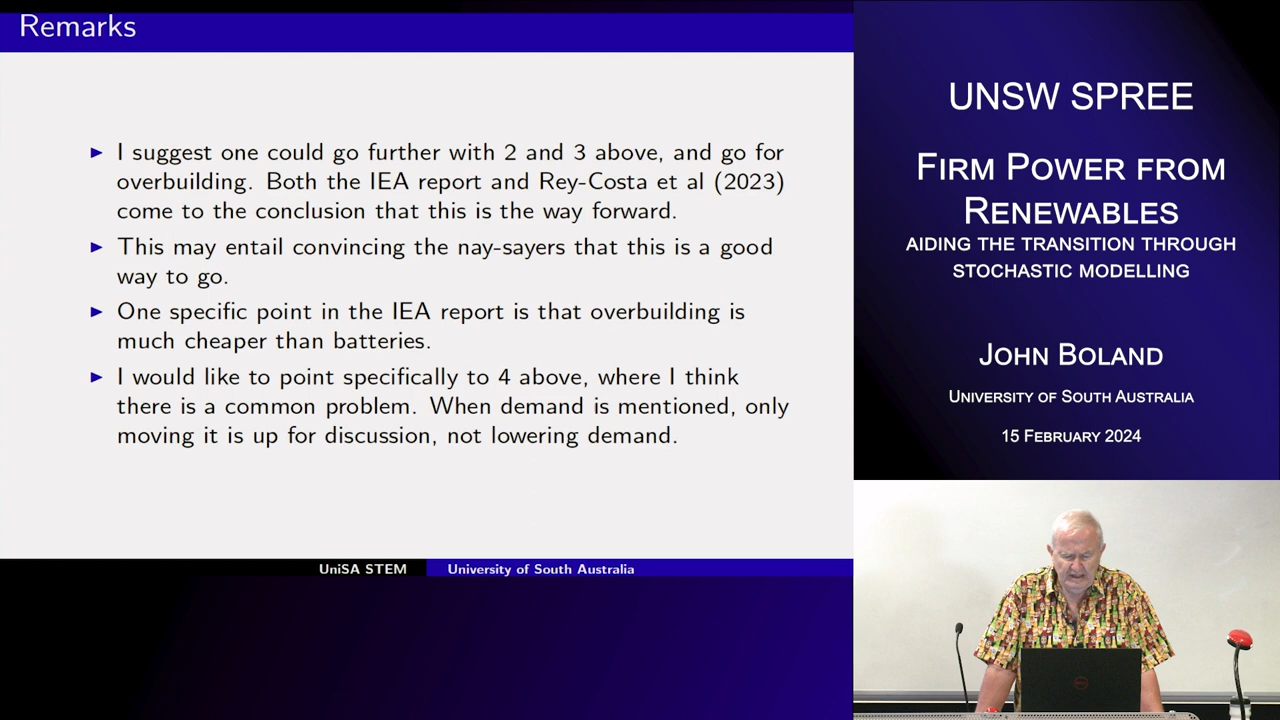 Remarks
I suggest one could go further with 2 and 3 above, and go for
overbuilding. Both the IEA report and Rey-Costa et al (2023)
come to the conclusion that this is the way forward.
This may entail convincing the nay-sayers that this is a good
way to go.
One specific point in the IEA report is that overbuilding is
much cheaper than batteries.
I would like to point specifically to 4 above, where I think
there is a common problem. When demand is mentioned, only
moving it is up for discussion, not lowering demand.
UniSA STEM
University of South Australia
UNSW SPREE
FIRM POWER FROM
RENEWABLES
AIDING THE TRANSITION THROUGH
STOCHASTIC MODELLING
JOHN BOLAND
UNIVERSITY OF SOUTH AUSTRALIA
15 FEBRUARY 2024